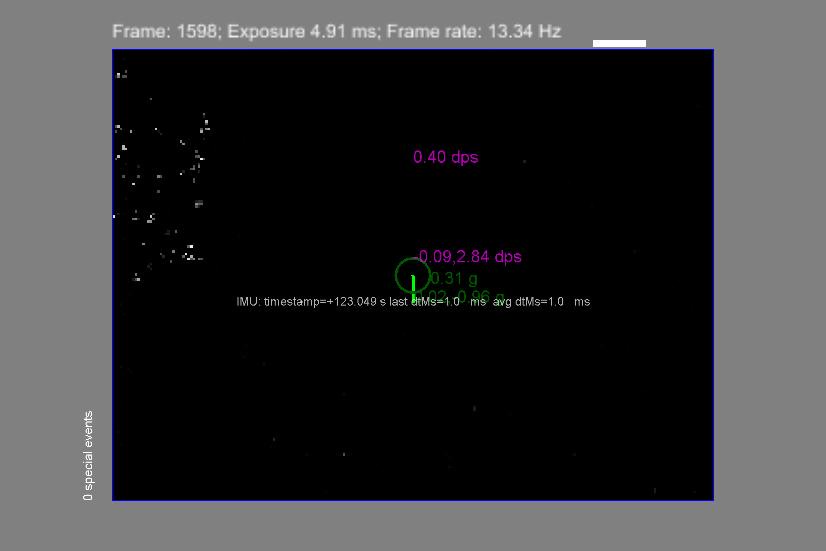 Frame: 1598; Exposure 4.91 ms; Frame rate: 13.34 Hz
0.40 dps
-0.09,2.84 dps
0.31 g
0.96 g
IMU: timestamp=+123.049 s last dtMs=1.0 ms avg dtMs=1.0 ms
0 special events